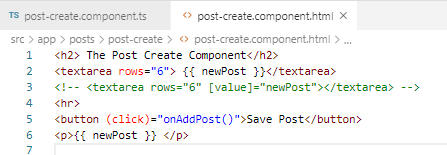 TS post-create.component.ts <> post-create.component.html ×
src > app > posts > post-create > <> post-create.component.html > ...
1 <h2> The Post Create Component</h2>
2 <textarea rows="6"> {{ newPost }}</textarea>
3 <!-- <textarea rows="6" [value]="newPost"></textarea> -->
4 <hr>
5 <button (click)="onAddPost()">Save Post</button>
6 <p>{{ newPost }} </p>
7